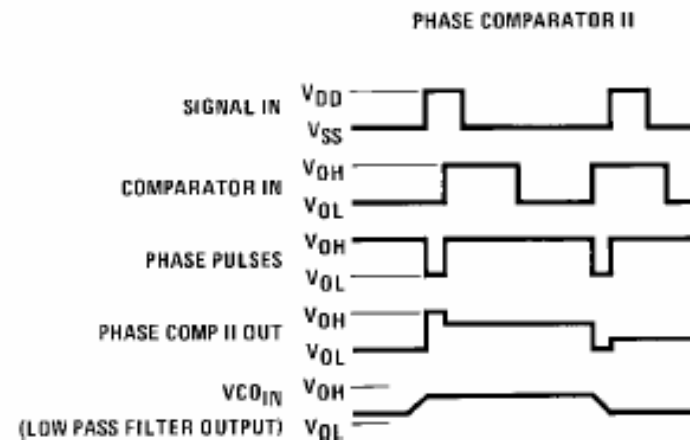 PHASE COMPARATOR II
SIGNAL IN
VDD
VSS
COMPARATOR IN
VOH
VOL
PHASE PULSES
VOH
VOL
PHASE COMP II OUT
VOH
VOL
VCOIN
(LOW PASS FILTER OUTPUT)
VOH
VOL